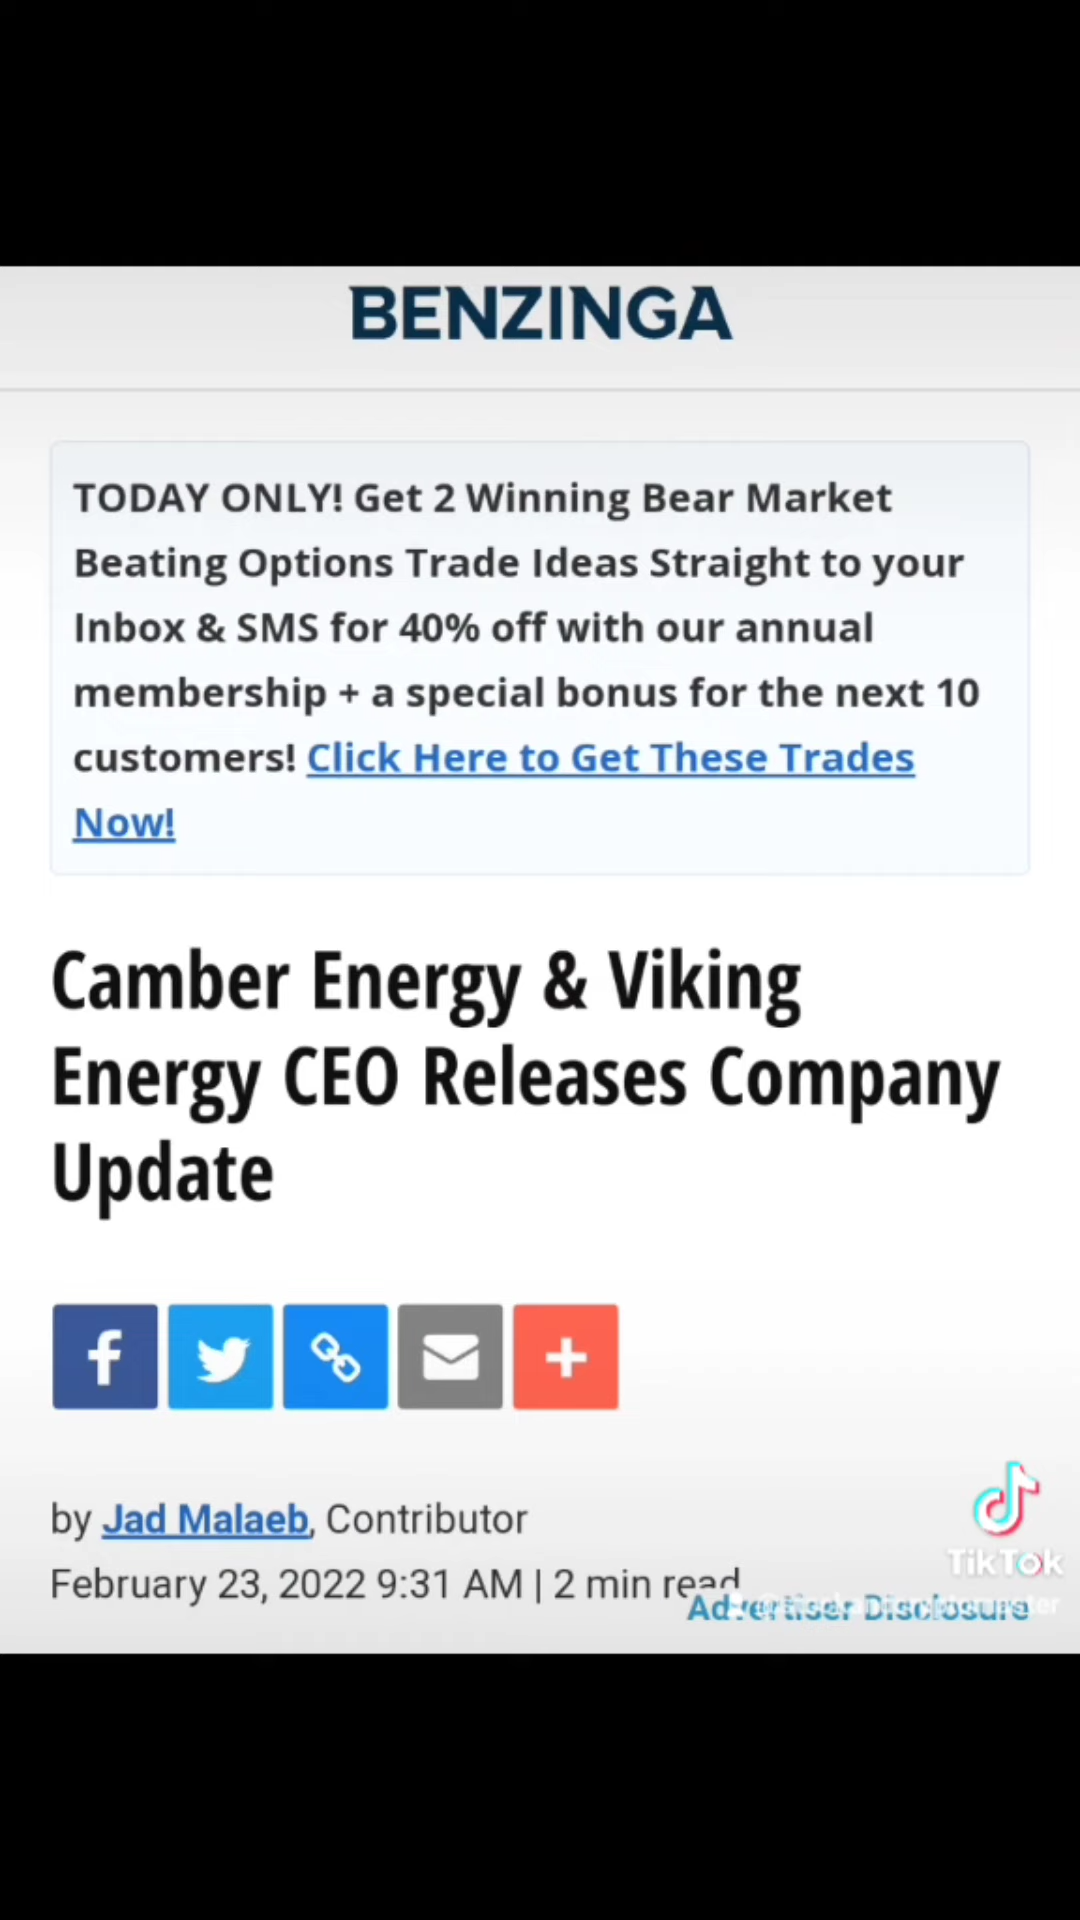 BENZINGA
TODAY ONLY! Get 2 Winning Bear Market
Beating Options Trade Ideas Straight to your
Inbox & SMS for 40% off with our annual
membership + a special bonus for the next 10
customers! Click Here to Get These Trades
Now!
Camber Energy & Viking
Energy CEO Releases Company
Update
by Jad Malaeb, Contributor
February 23, 2022 9:31 AM | 2 min read
Advertiser Disclosure
TikTok